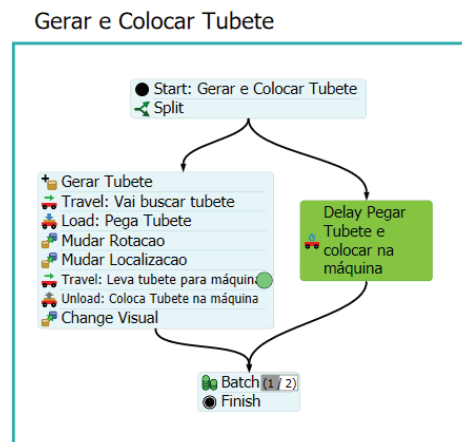 Gerar e Colocar Tubete
Start: Gerar e Colocar Tubete
Split
Gerar Tubete
Travel: Vai buscar tubete
Load: Pega Tubete
Mudar Rotacao
Mudar Localizacao
Travel: Leva tubete para máquina
Unload: Coloca Tubete na máquina
Change Visual
Delay Pegar
Tubete e
colocar na
máquina
Batch (1 / 2)
Finish